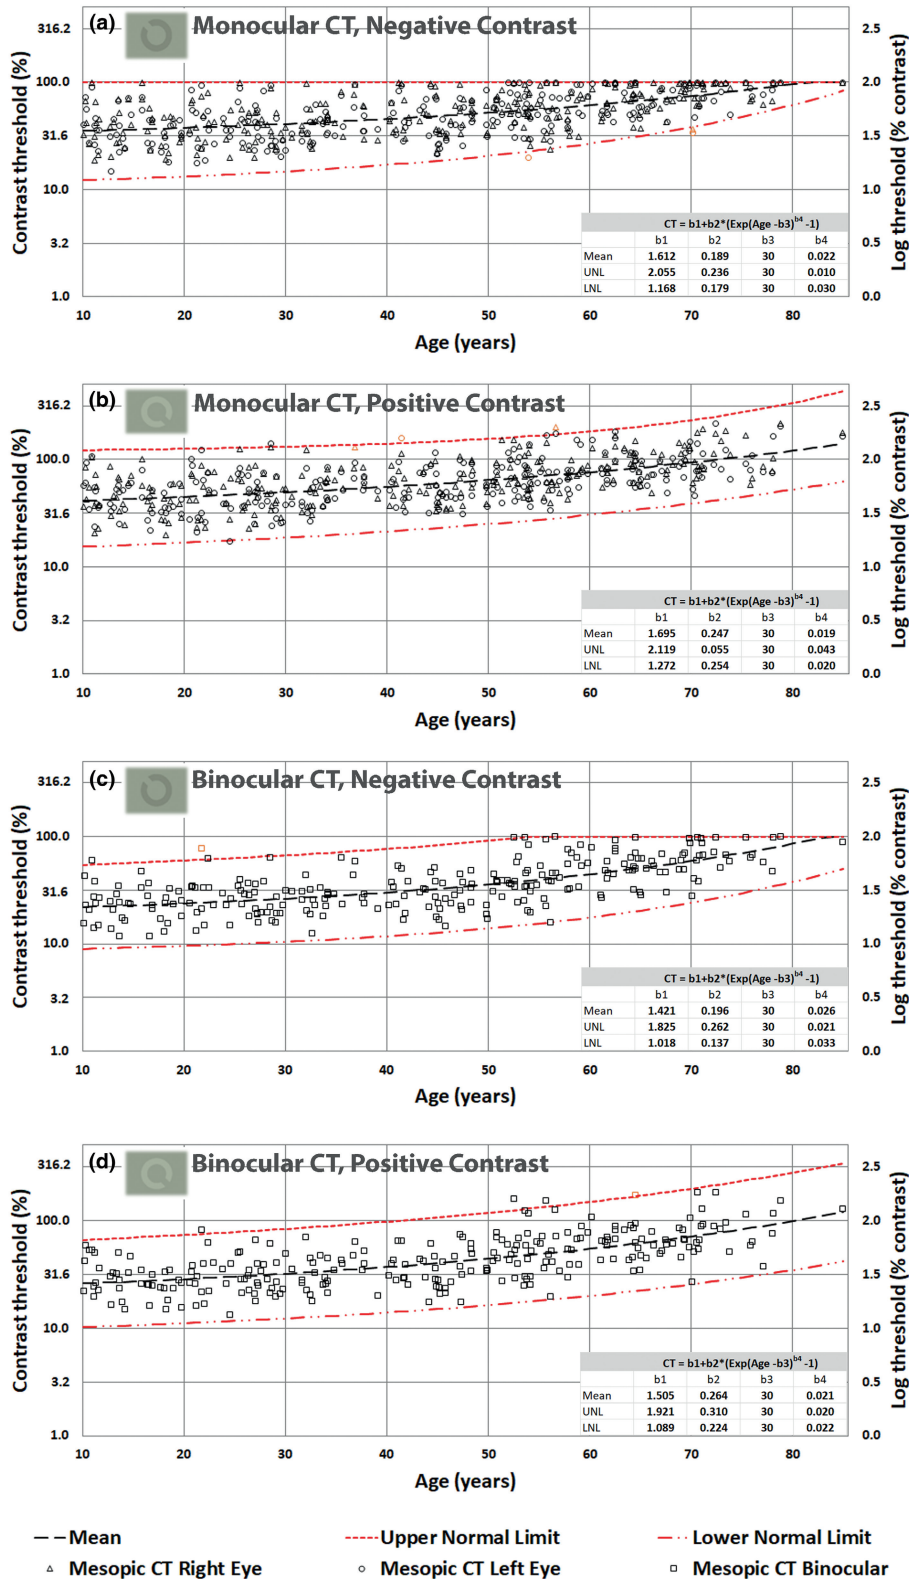 (a) Monocular CT, Negative Contrast
Contrast threshold (%)
316.2
100.0
31.6
10.0
3.2
1.0
2.5
2.0
1.5
1.0
0.5
0.0
Log threshold (% contrast)
CT = b1+b2*(Exp(Age -b3)^b4 -1)
b1 b2 b3 b4
Mean 1.612 0.189 30 0.022
UNL 2.055 0.236 30 0.010
LNL 1.168 0.179 30 0.030
10 20 30 40 50 60 70 80
Age (years)
(b) Monocular CT, Positive Contrast
Contrast threshold (%)
316.2
100.0
31.6
10.0
3.2
1.0
2.5
2.0
1.5
1.0
0.5
0.0
Log threshold (% contrast)
CT = b1+b2*(Exp(Age -b3)^b4 -1)
b1 b2 b3 b4
Mean 1.695 0.247 30 0.019
UNL 2.119 0.055 30 0.043
LNL 1.272 0.254 30 0.020
10 20 30 40 50 60 70 80
Age (years)
(c) Binocular CT, Negative Contrast
Contrast threshold (%)
316.2
100.0
31.6
10.0
3.2
1.0
2.5
2.0
1.5
1.0
0.5
0.0
Log threshold (% contrast)
CT = b1+b2*(Exp(Age -b3)^b4 -1)
b1 b2 b3 b4
Mean 1.421 0.196 30 0.026
UNL 1.825 0.262 30 0.021
LNL 1.018 0.137 30 0.033
10 20 30 40 50 60 70 80
Age (years)
(d) Binocular CT, Positive Contrast
Contrast threshold (%)
316.2
100.0
31.6
10.0
3.2
1.0
2.5
2.0
1.5
1.0
0.5
0.0
Log threshold (% contrast)
CT = b1+b2*(Exp(Age -b3)^b4 -1)
b1 b2 b3 b4
Mean 1.505 0.264 30 0.021
UNL 1.921 0.310 30 0.020
LNL 1.089 0.224 30 0.022
10 20 30 40 50 60 70 80
Age (years)
Mean Upper Normal Limit Lower Normal Limit
Mesopic CT Right Eye Mesopic CT Left Eye Mesopic CT Binocular